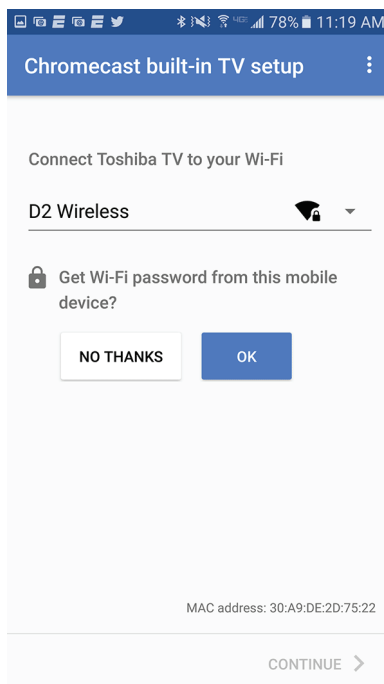 4G 78% 11:19 AM
Chromecast built-in TV setup
Connect Toshiba TV to your Wi-Fi
D2 Wireless
Get Wi-Fi password from this mobile
device?
NO THANKS OK
MAC address: 30:A9:DE:2D:75:22
CONTINUE